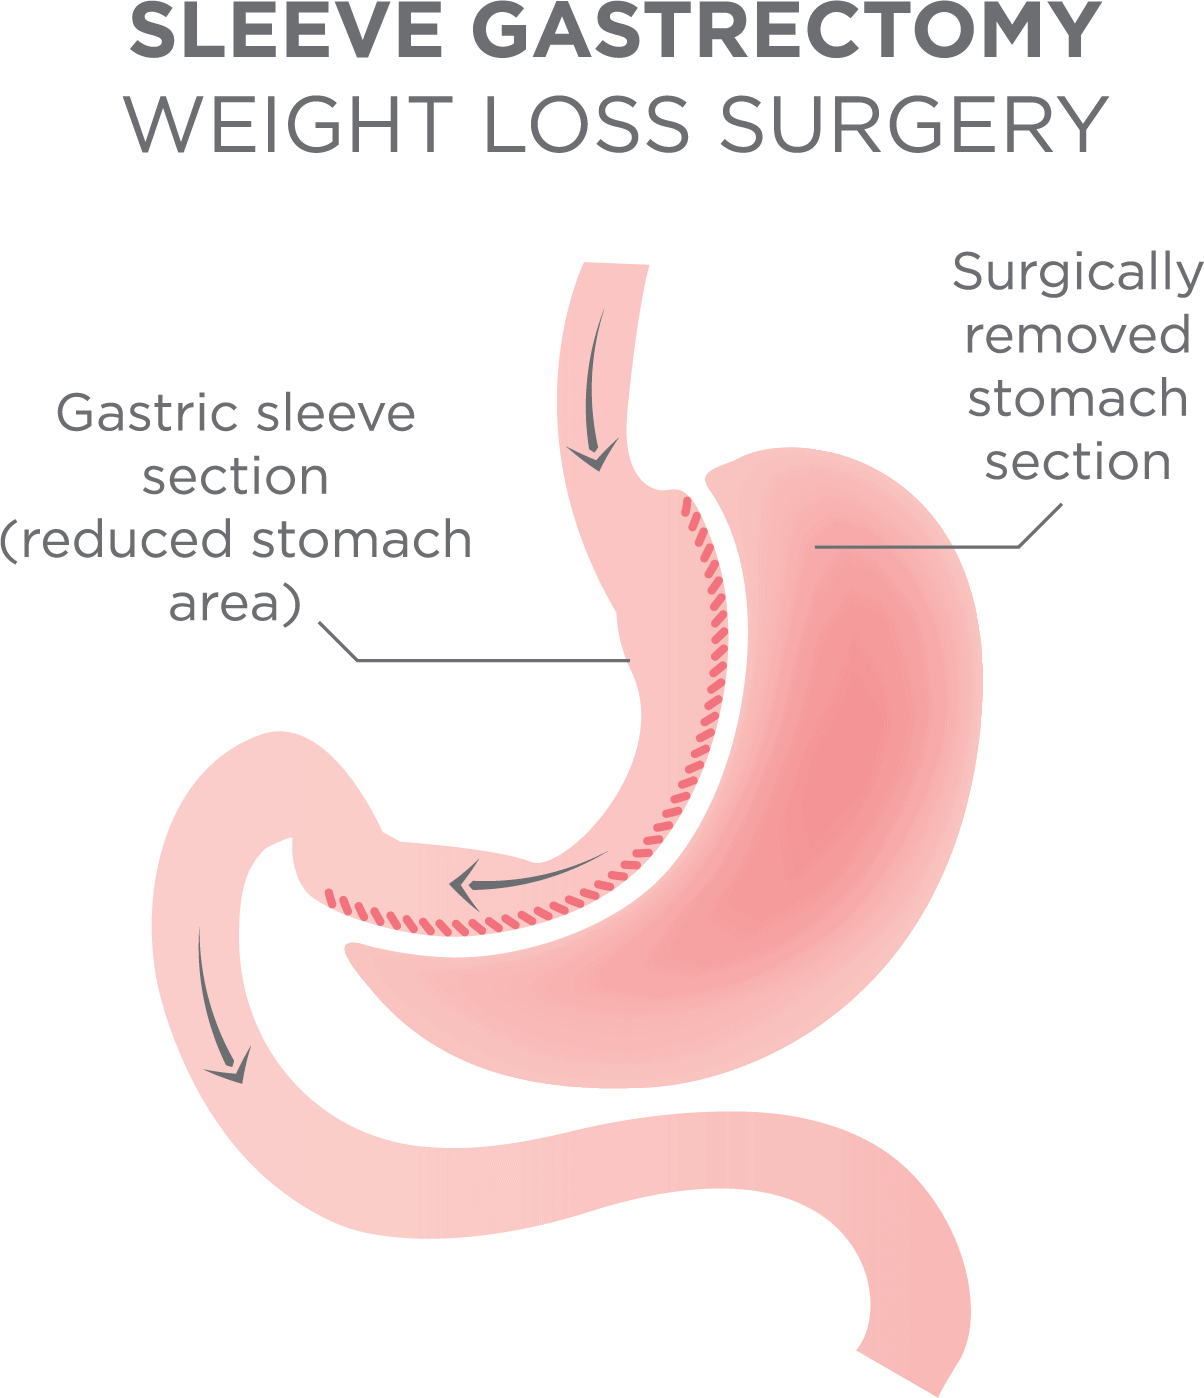 SLEEVE GASTRECTOMY
WEIGHT LOSS SURGERY
Surgically
removed
stomach
section
Gastric sleeve
section
(reduced stomach
area)